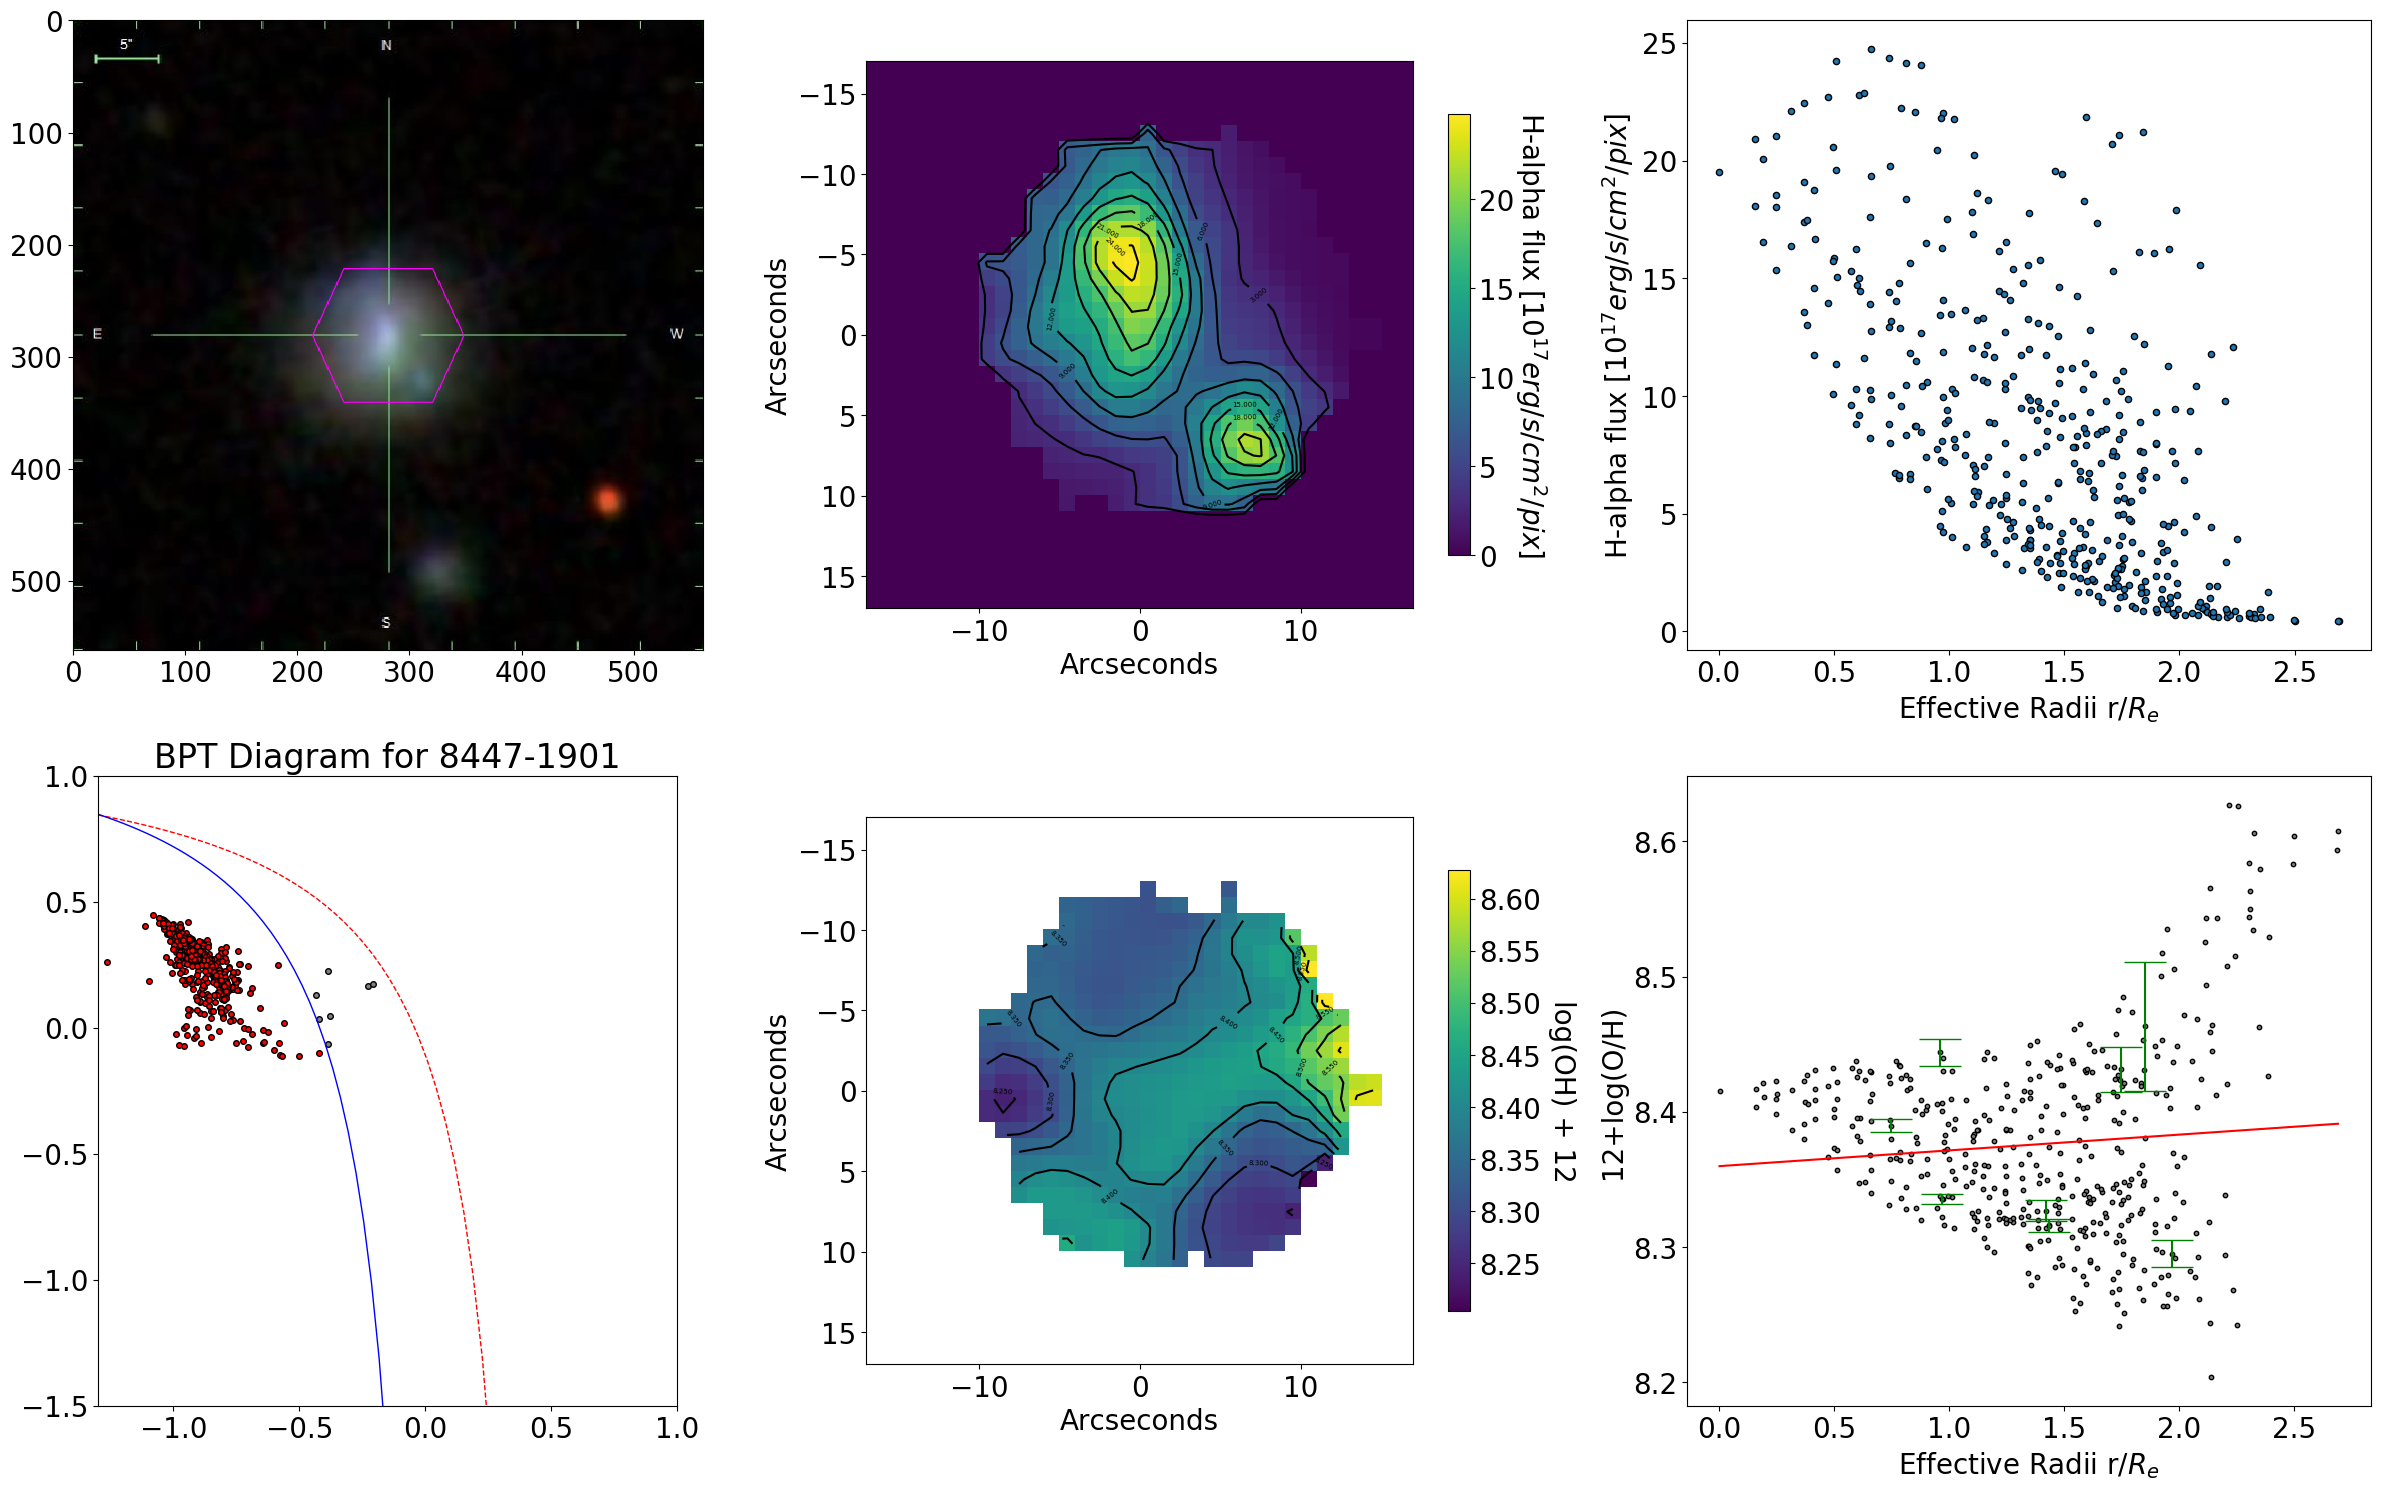 0
100
200
300
400
500
0 100 200 300 400 500
5"
N
E
W
S
−15
−10
−5
0
5
10
15
−10 0 10
Arcseconds
Arcseconds
20
15
10
5
0
H-alpha flux [10^17 erg/s/cm^2/pix]
H-alpha flux [10^17 erg/s/cm^2/pix]
25
20
15
10
5
0
0.0 0.5 1.0 1.5 2.0 2.5
Effective Radii r/R_e
BPT Diagram for 8447-1901
1.0
0.5
0.0
−0.5
−1.0
−1.5
−1.0 −0.5 0.0 0.5 1.0
−15
−10
−5
0
5
10
15
−10 0 10
Arcseconds
Arcseconds
8.60
8.55
8.50
8.45
8.40
8.35
8.30
8.25
log(OH) + 12
12+log(O/H)
8.6
8.5
8.4
8.3
8.2
0.0 0.5 1.0 1.5 2.0 2.5
Effective Radii r/R_e